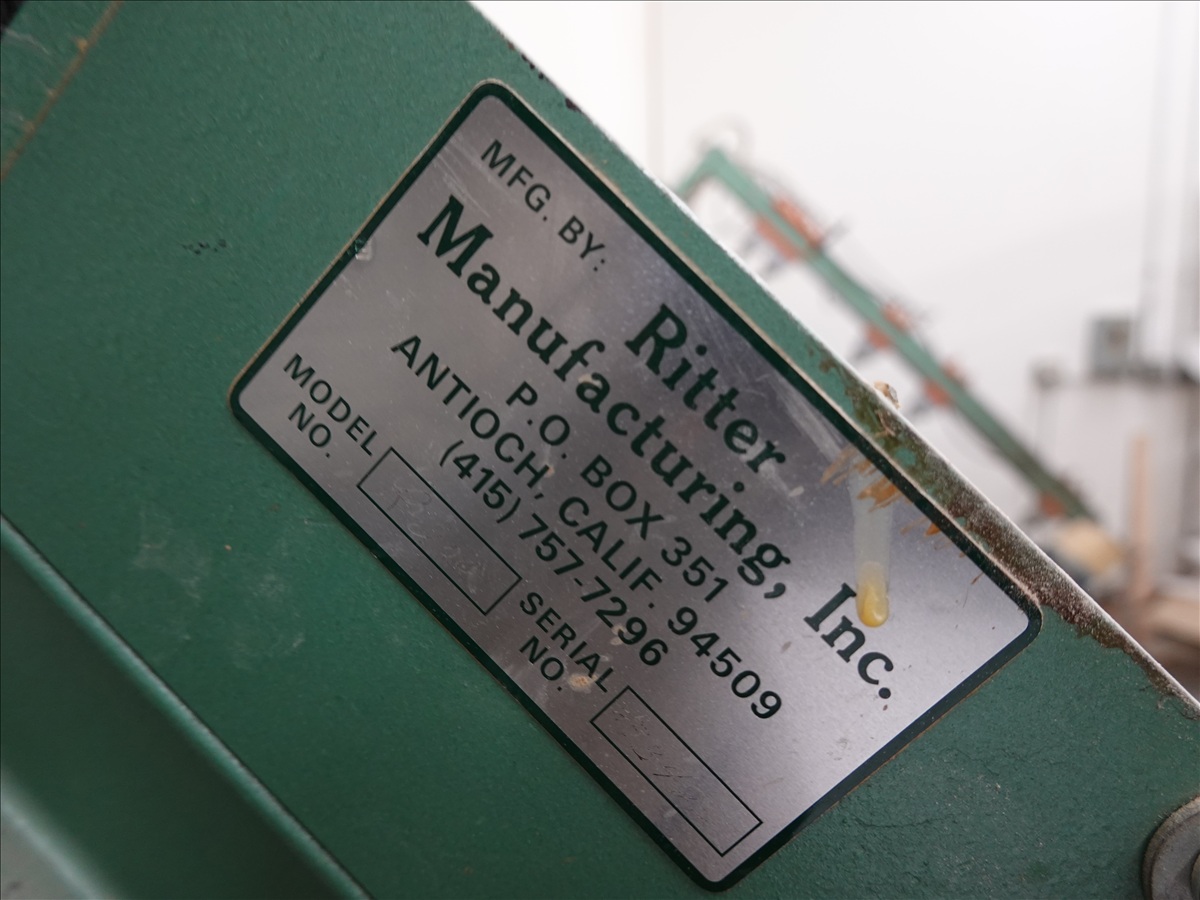 MFG. BY:
Ritter
Manufacturing, Inc.
P.O. BOX 351
ANTIOCH, CALIF. 94509
(415) 757-7296
MODEL NO.
SERIAL NO.